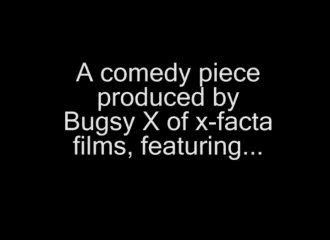 A comedy piece
produced by
Bugsy X of x-facta
films, featuring...